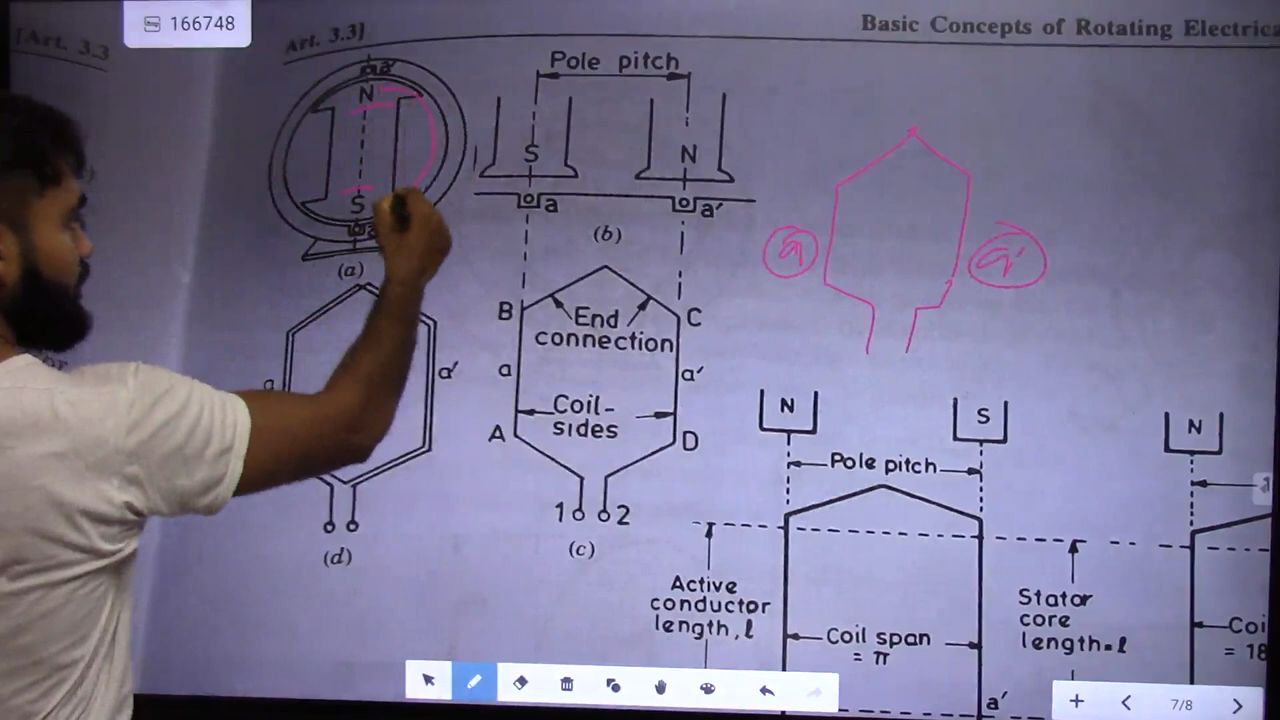 166748
[Art. 3.3
Art. 3.3]
Basic Concepts of Rotating Electrica
Pole pitch
N
S
a'
(a)
S
N
a
a'
(b)
a
a'
B
C
End
connection
a
a'
Coil-
sides
A
D
1
2
(c)
a
a'
(d)
N
S
N
Pole pitch
Active
conductor
length, l
Coil span
= π
Stator
core
length=l
Coi
= 18
a'
7/8